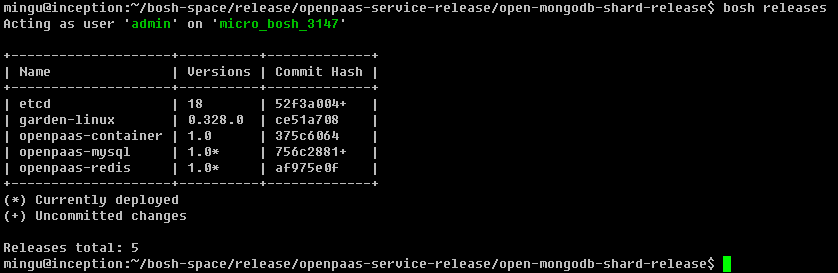 mingu@inception:~/bosh-space/release/openpaas-service-release/open-mongodb-shard-release$ bosh releases
Acting as user 'admin' on 'micro_bosh_3147'
+--------------------+----------+-------------+
| Name               | Versions | Commit Hash |
+--------------------+----------+-------------+
| etcd               | 18       | 52f3a004+   |
| garden-linux       | 0.328.0  | ce51a708    |
| openpaas-container | 1.0      | 375c6064    |
| openpaas-mysql     | 1.0*     | 756c2881+   |
| openpaas-redis     | 1.0*     | af975e0f    |
+--------------------+----------+-------------+
(*) Currently deployed
(+) Uncommitted changes
Releases total: 5
mingu@inception:~/bosh-space/release/openpaas-service-release/open-mongodb-shard-release$